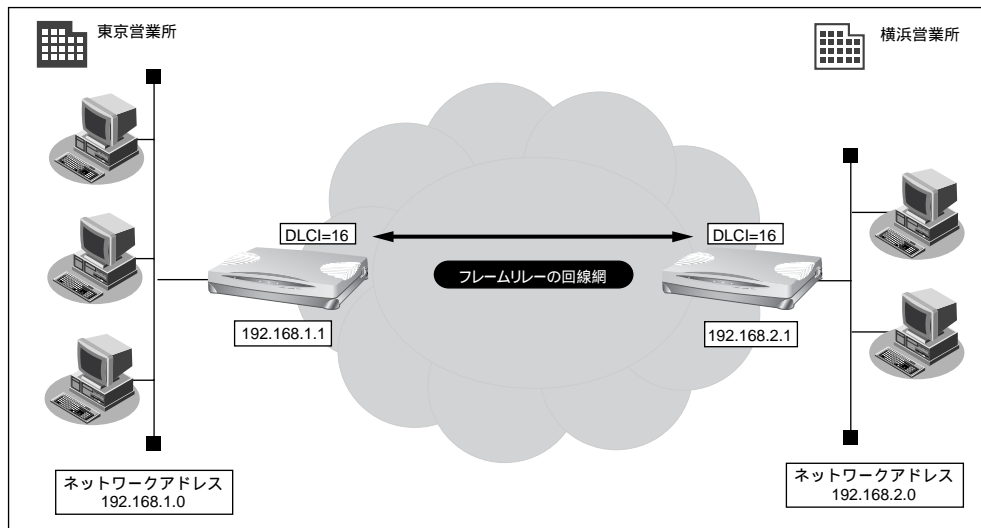 東京営業所
横浜営業所
DLCI=16
DLCI=16
フレームリレーの回線網
192.168.1.1
192.168.2.1
ネットワークアドレス
192.168.1.0
ネットワークアドレス
192.168.2.0